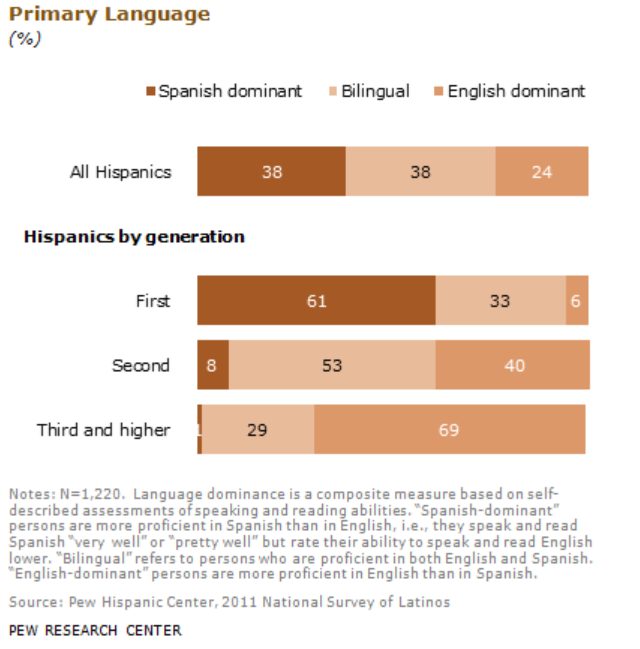 Primary Language
(%)
Spanish dominant Bilingual English dominant
All Hispanics 38 38 24
Hispanics by generation
First 61 33 6
Second 8 53 40
Third and higher 1 29 69
Notes: N=1,220. Language dominance is a composite measure based on self-
described assessments of speaking and reading abilities. “Spanish-dominant”
persons are more proficient in Spanish than in English, i.e., they speak and read
Spanish “very well” or “pretty well” but rate their ability to speak and read English
lower. “Bilingual” refers to persons who are proficient in both English and Spanish.
“English-dominant” persons are more proficient in English than in Spanish.
Source: Pew Hispanic Center, 2011 National Survey of Latinos
PEW RESEARCH CENTER